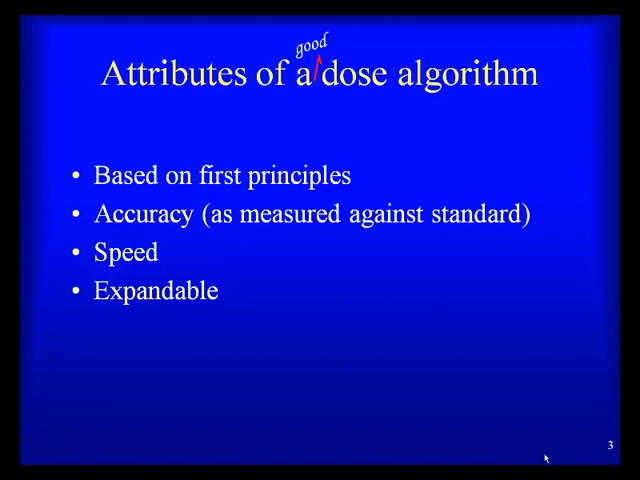 good
Attributes of a dose algorithm
• Based on first principles
• Accuracy (as measured against standard)
• Speed
• Expandable
3